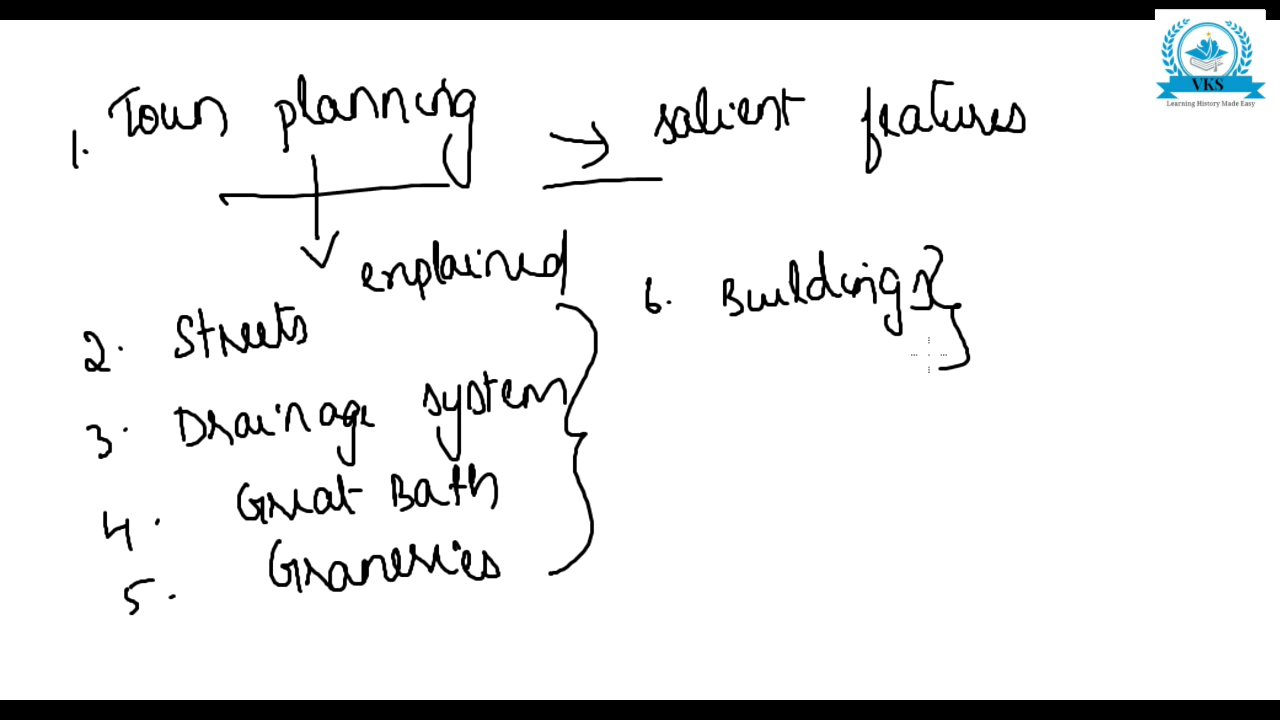 1. Town planning → salient features
explained
2. Streets
3. Drainage system
4. Great Bath
5. Graneries
6. Buildings
VKS
Learning History Made Easy